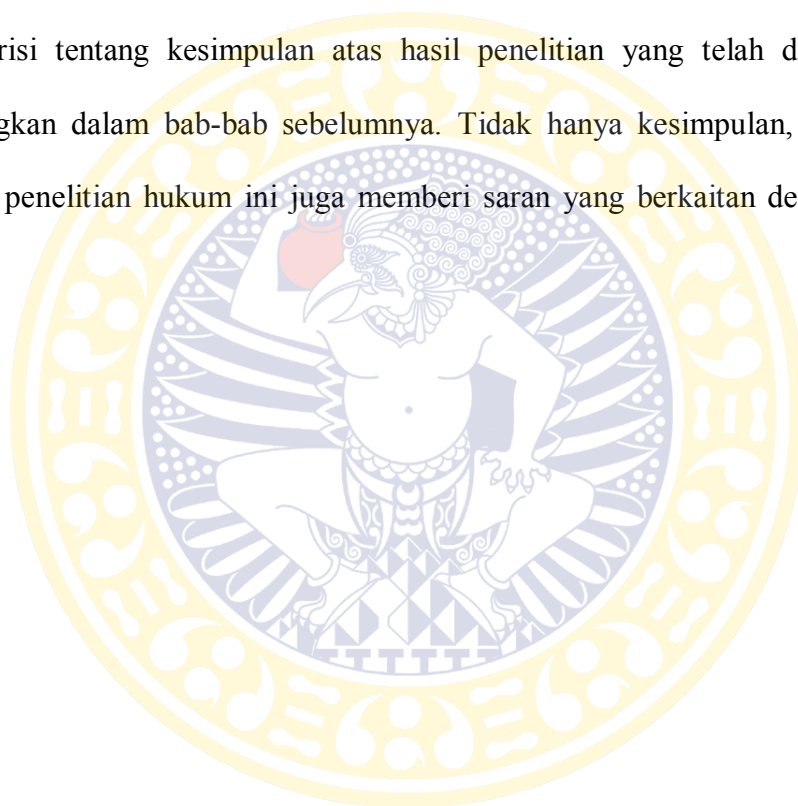 risi tentang kesimpulan atas hasil penelitian yang telah d
gkan dalam bab-bab sebelumnya. Tidak hanya kesimpulan,
penelitian hukum ini juga memberi saran yang berkaitan de